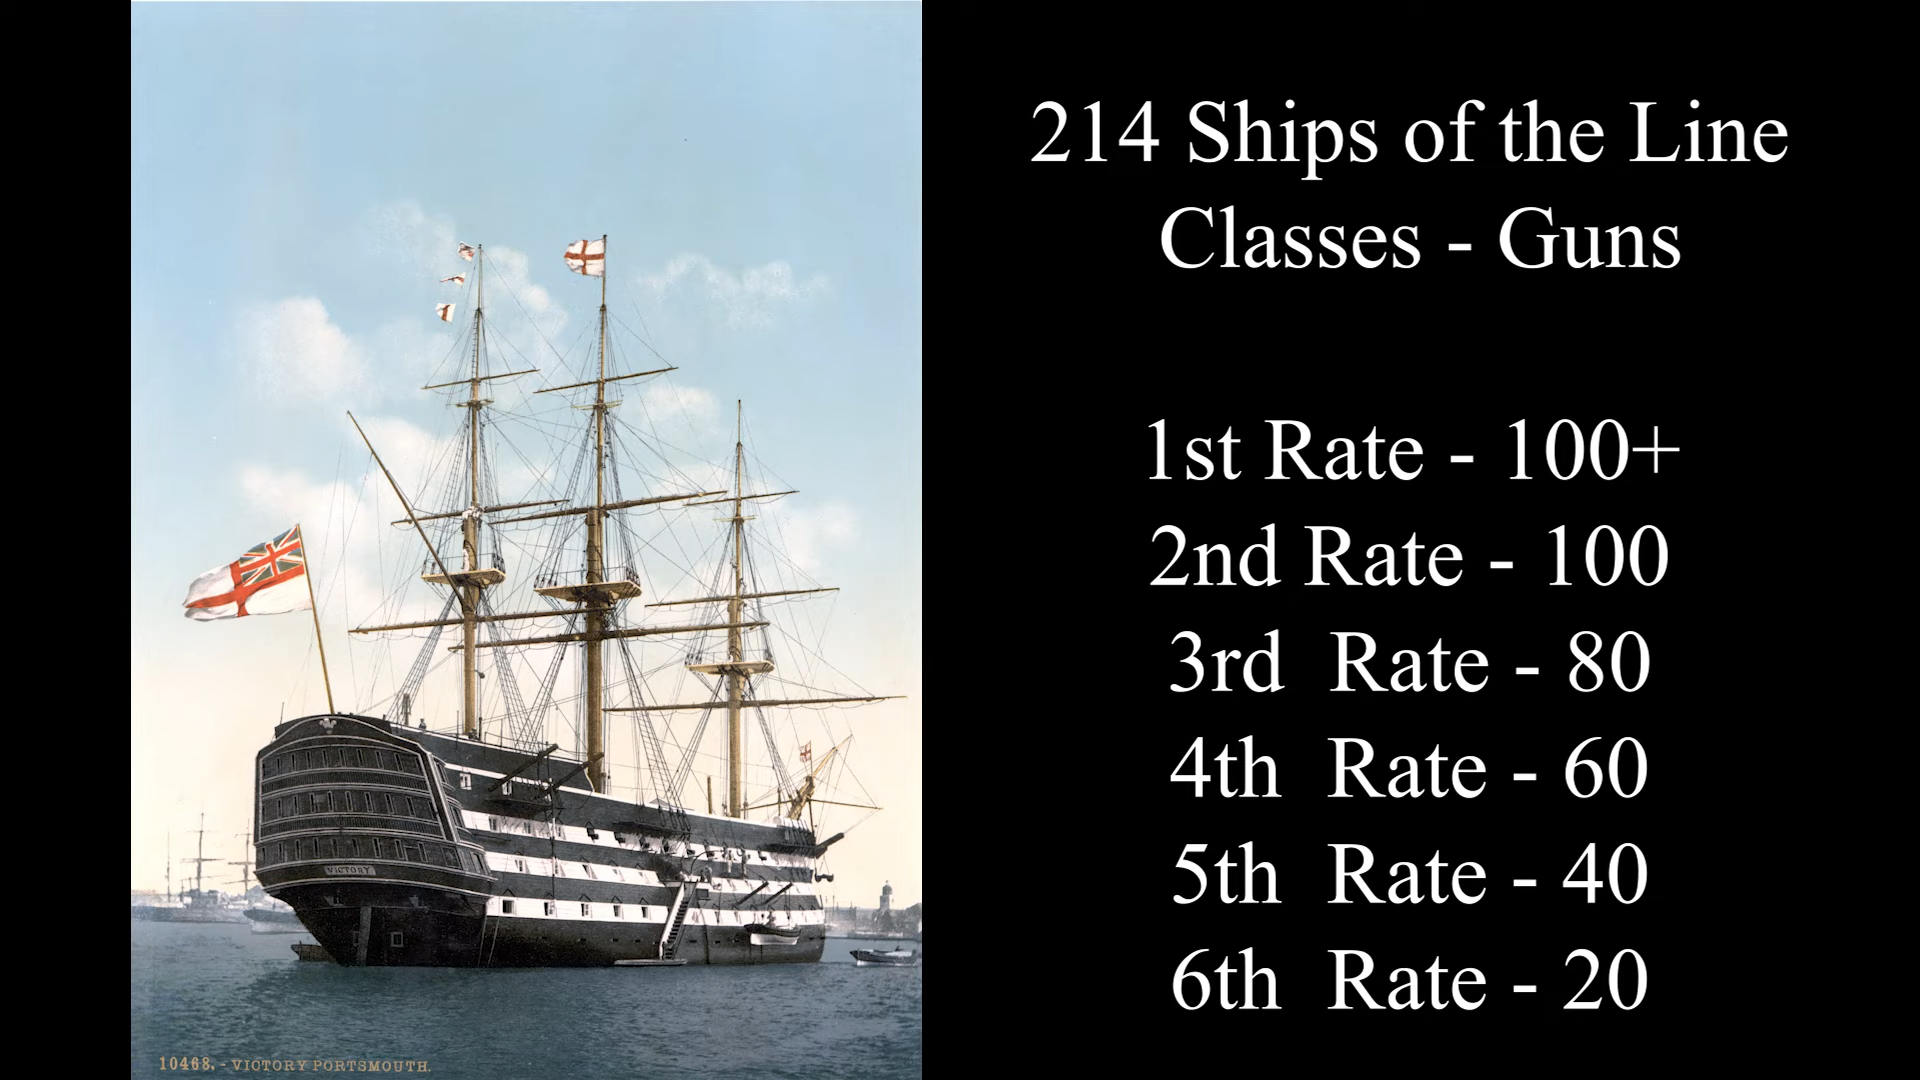 214 Ships of the Line
Classes - Guns
1st Rate - 100+
2nd Rate - 100
3rd Rate - 80
4th Rate - 60
5th Rate - 40
6th Rate - 20
VICTORY
10468. - VICTORY PORTSMOUTH.